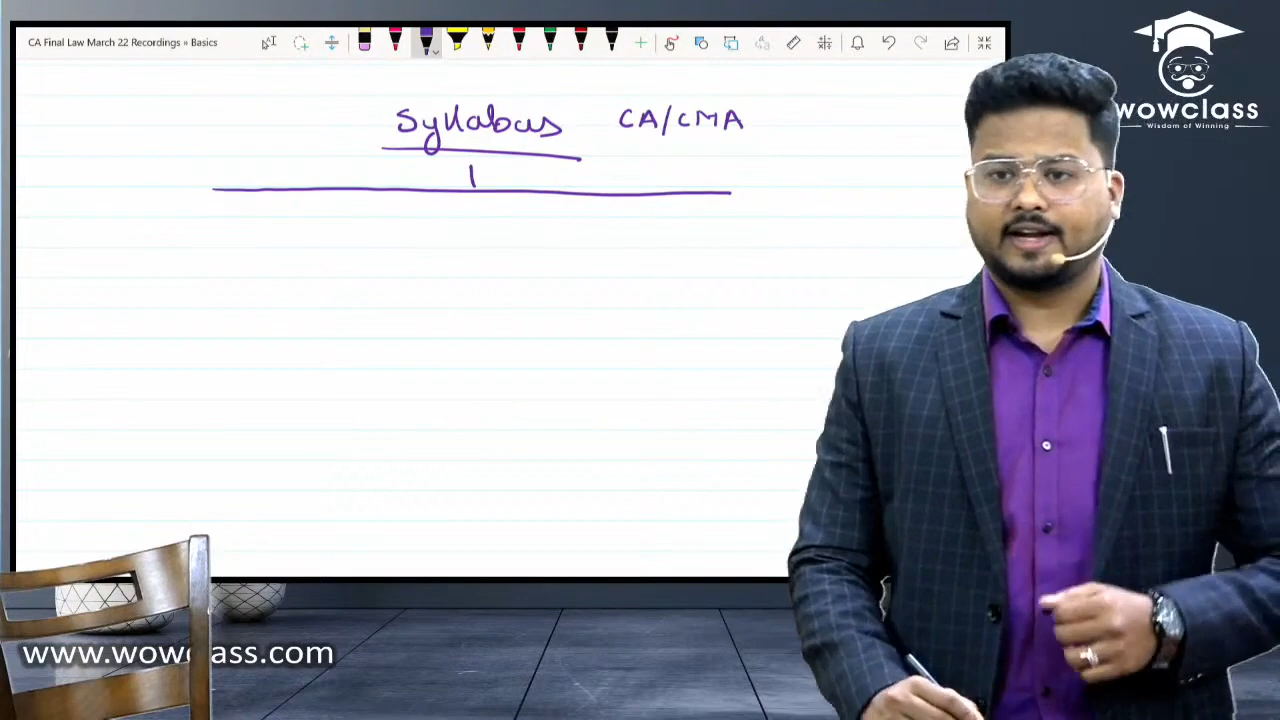 CA Final Law March 22 Recordings » Basics
Syllabus CA/CMA
wowclass
Wisdom of Winning
www.wowclass.com